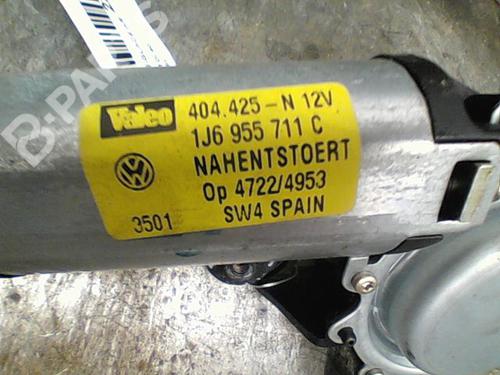 B-PARTS
Valeo
404.425-N 12V
1J6 955 711 C
NAHENTSTOERT
Op 4722/4953
3501
SW4 SPAIN